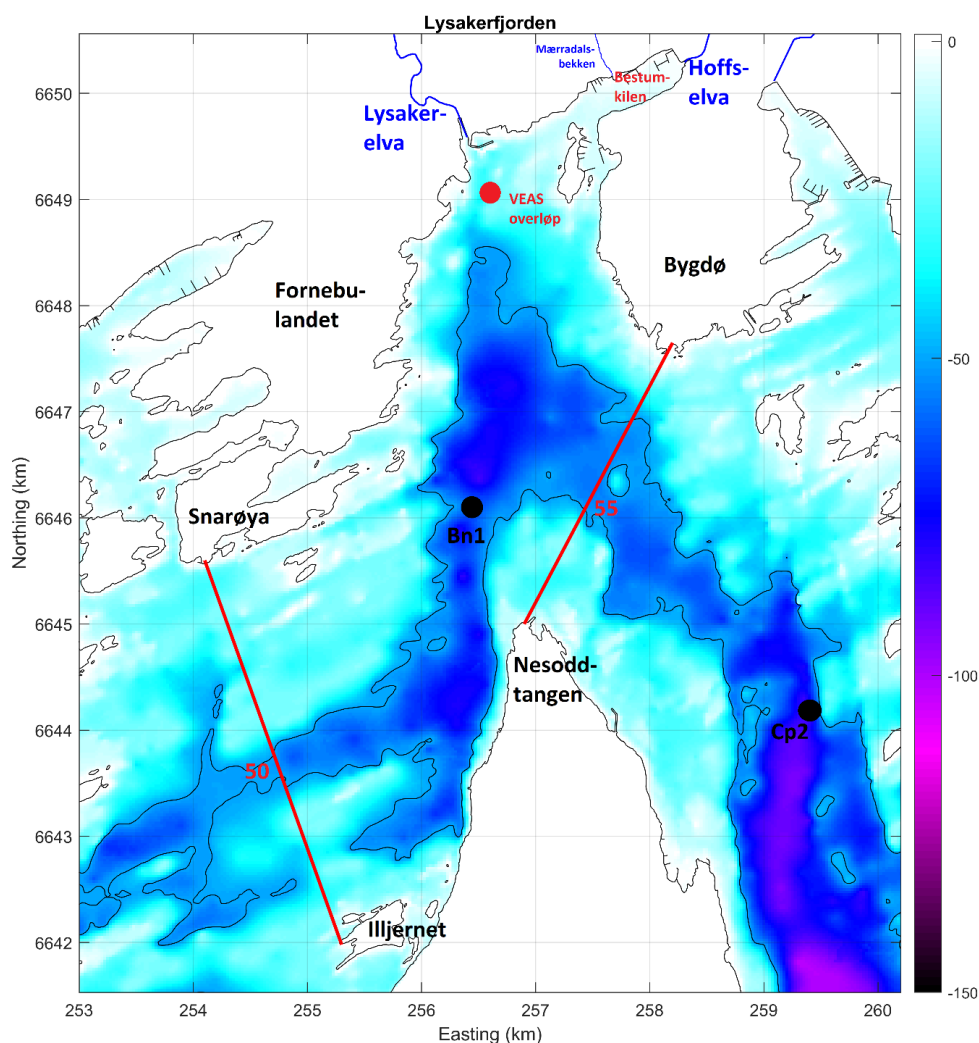 Lysakerfjorden
Mærradals-
bekken
Hoffs-
elva
Bestum-
kilen
Lysaker-
elva
VEAS
overløp
Bygdø
Fornebu-
landet
Snarøya
Bn1
55
Nesodd-
tangen
Cp2
50
Illjernet
6650
6649
6648
6647
6646
6645
6644
6643
6642
Northing (km)
253
254
255
256
257
258
259
260
Easting (km)
0
-50
-100
-150